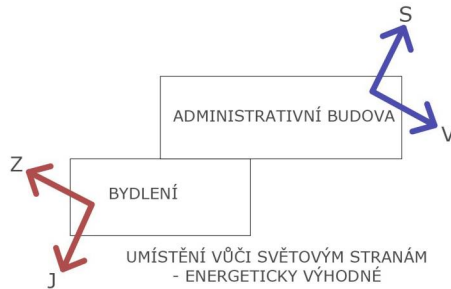 S
ADMINISTRATIVNÍ BUDOVA
V
Z
BYDLENÍ
J
UMÍSTĚNÍ VŮČI SVĚTOVÝM STRANÁM
- ENERGETICKY VÝHODNÉ